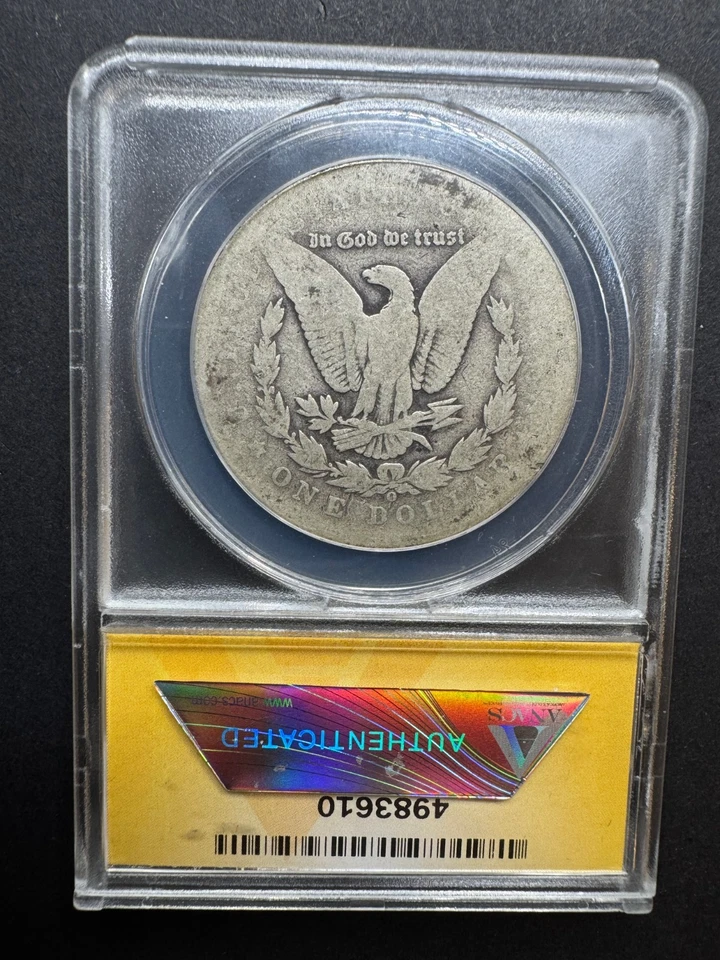 In God we trust
ONE DOLLAR
O
www.anacs.com
ANACS
AUTHENTICATED
4983610